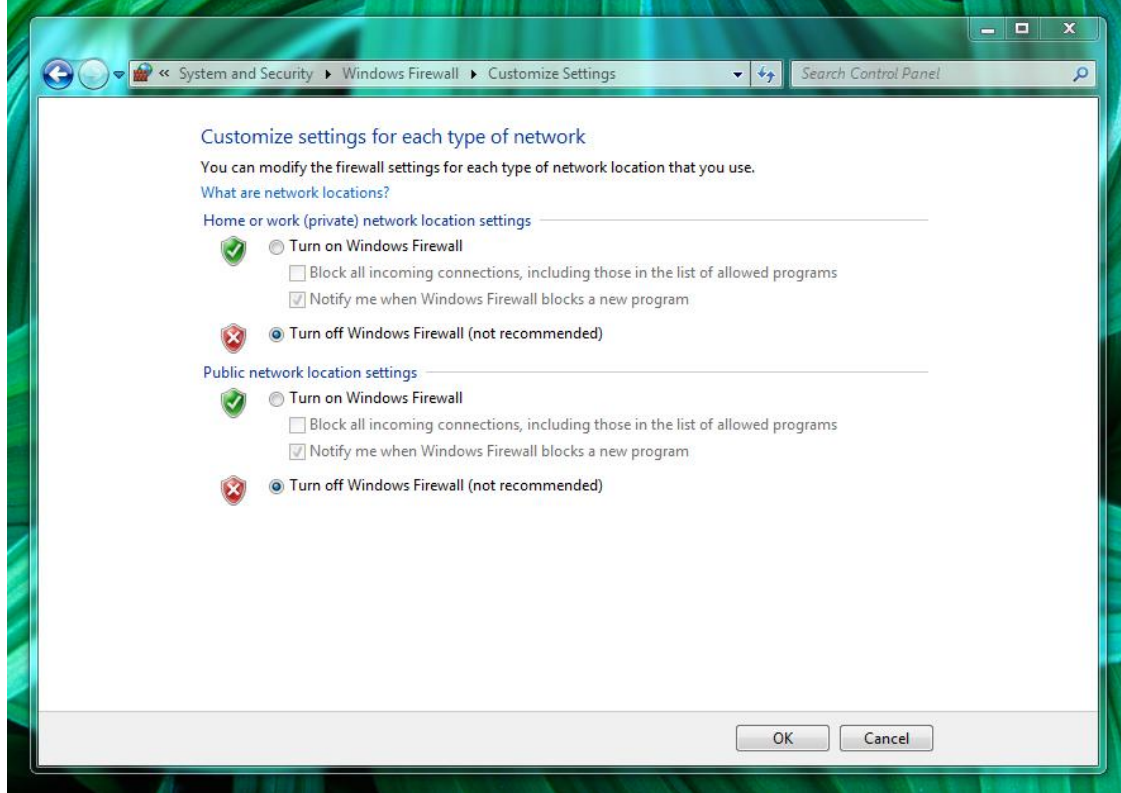 « System and Security ▸ Windows Firewall ▸ Customize Settings
Search Control Panel
Customize settings for each type of network
You can modify the firewall settings for each type of network location that you use.
What are network locations?
Home or work (private) network location settings
Turn on Windows Firewall
Block all incoming connections, including those in the list of allowed programs
Notify me when Windows Firewall blocks a new program
Turn off Windows Firewall (not recommended)
Public network location settings
Turn on Windows Firewall
Block all incoming connections, including those in the list of allowed programs
Notify me when Windows Firewall blocks a new program
Turn off Windows Firewall (not recommended)
OK Cancel